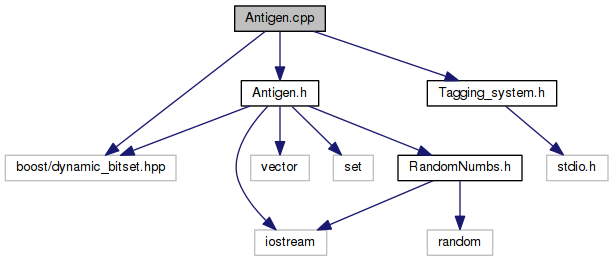 Antigen.cpp
Antigen.h
Tagging_system.h
boost/dynamic_bitset.hpp
vector
set
RandomNumbs.h
stdio.h
iostream
random